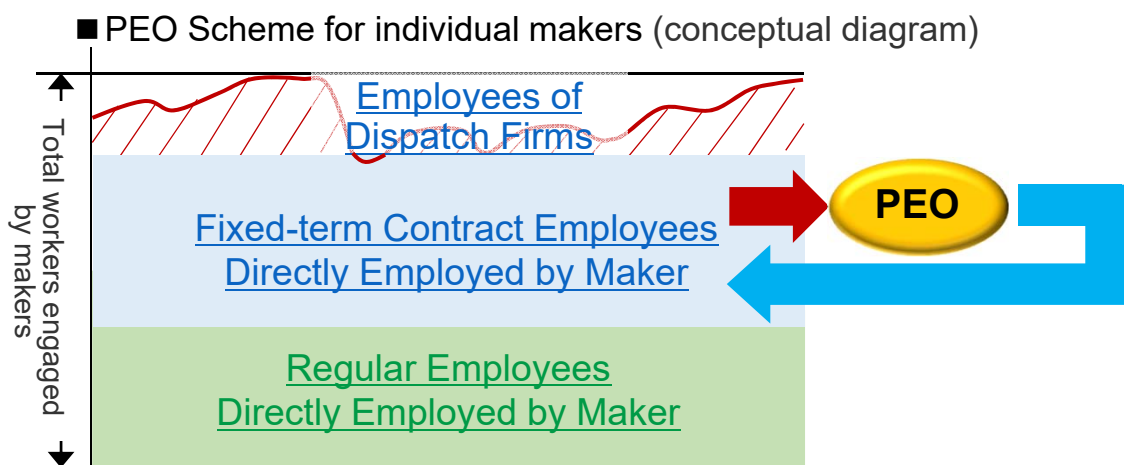 ■ PEO Scheme for individual makers (conceptual diagram)
Employees of
Dispatch Firms
Total workers engaged
by makers
Fixed-term Contract Employees
Directly Employed by Maker
PEO
Regular Employees
Directly Employed by Maker